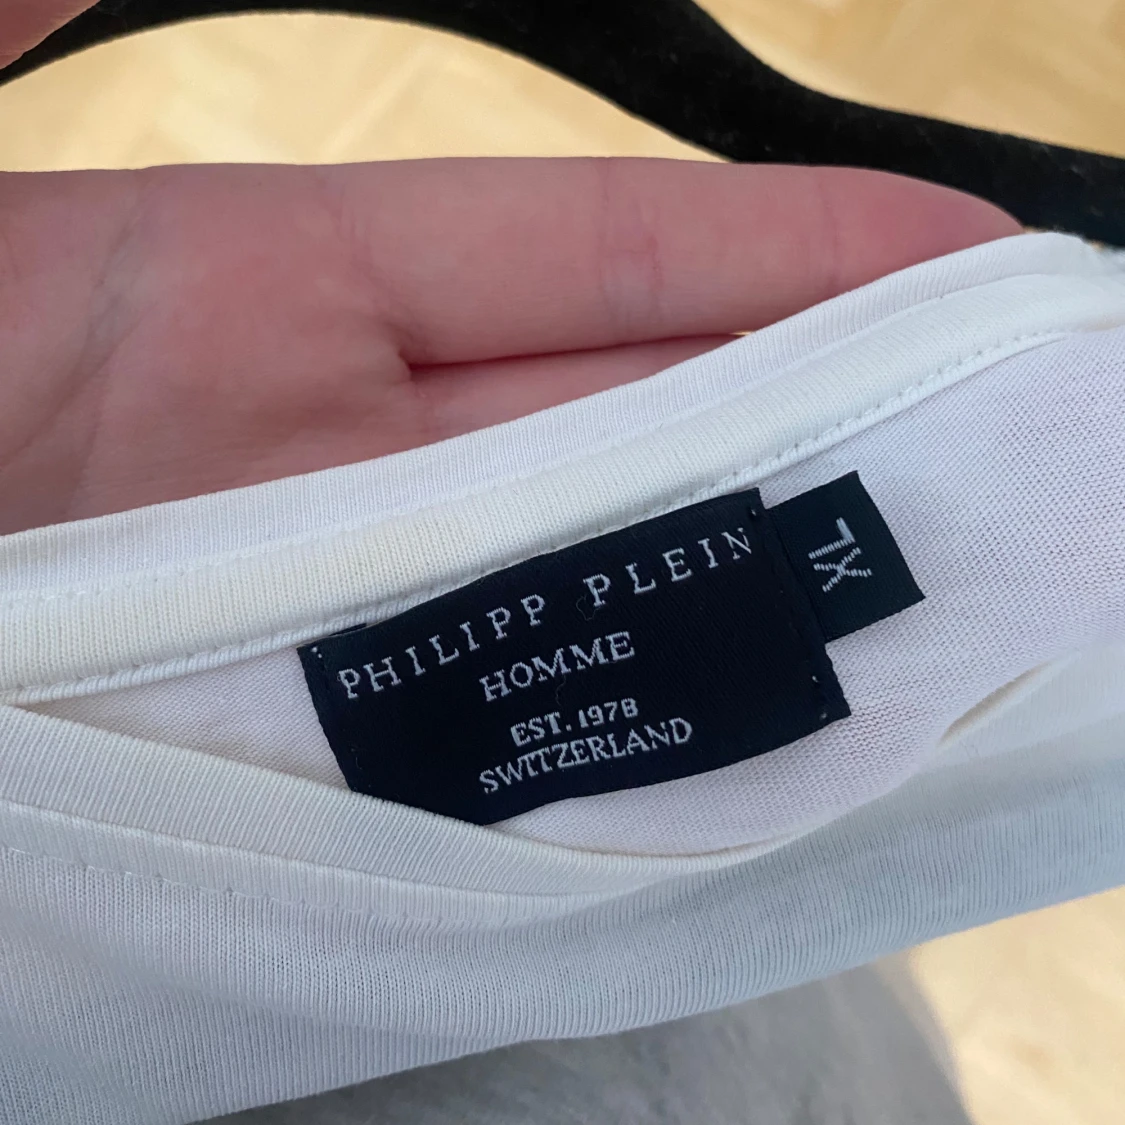 PHILIPP PLEIN
HOMME
EST. 1978
SWITZERLAND
XL